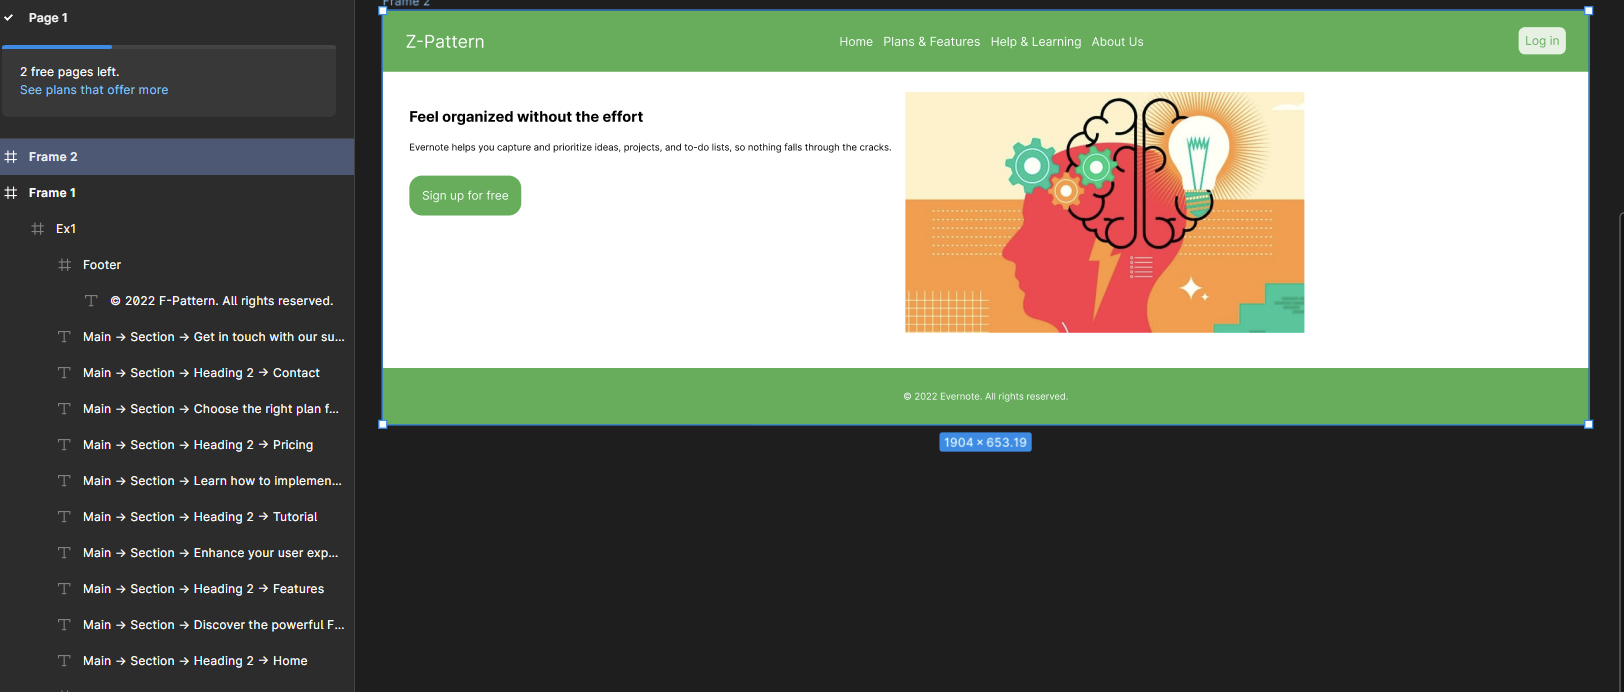 Page 1
2 free pages left.
See plans that offer more
Frame 2
Frame 1
Ex1
Footer
© 2022 F-Pattern. All rights reserved.
Main → Section → Get in touch with our su...
Main → Section → Heading 2 → Contact
Main → Section → Choose the right plan f...
Main → Section → Heading 2 → Pricing
Main → Section → Learn how to implemen...
Main → Section → Heading 2 → Tutorial
Main → Section → Enhance your user exp...
Main → Section → Heading 2 → Features
Main → Section → Discover the powerful F...
Main → Section → Heading 2 → Home
Frame 2
Z-Pattern
Home Plans & Features Help & Learning About Us
Log in
Feel organized without the effort
Evernote helps you capture and prioritize ideas, projects, and to-do lists, so nothing falls through the cracks.
Sign up for free
© 2022 Evernote. All rights reserved.
1904 × 653.19